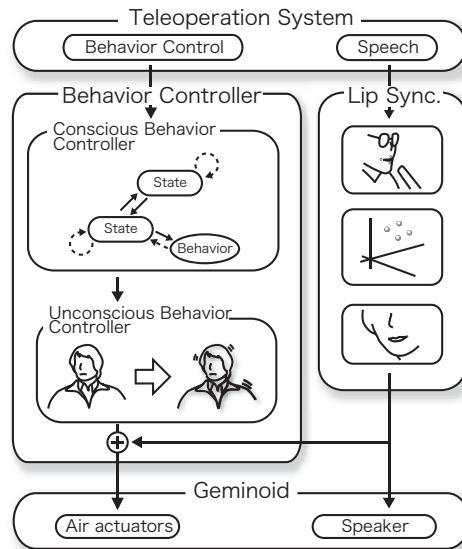 Teleoperation System
Behavior Control
Speech
Behavior Controller
Lip Sync.
Conscious Behavior
Controller
State
State
Behavior
Unconscious Behavior
Controller
Geminoid
Air actuators
Speaker